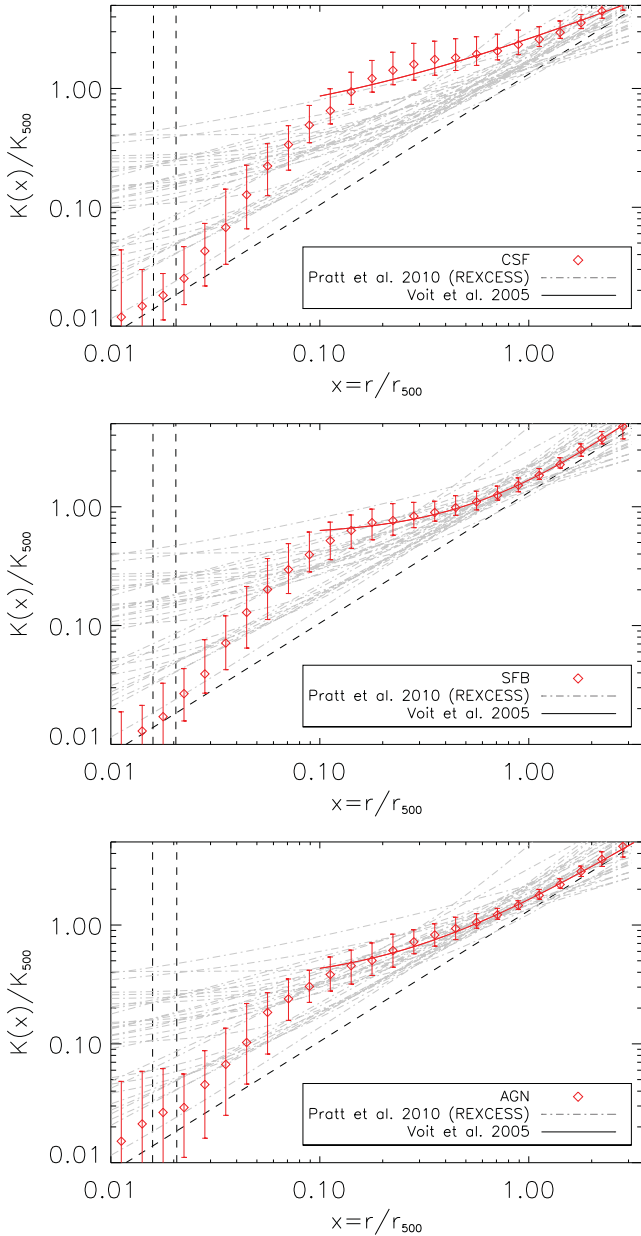 K(x)/K500
1.00
0.10
0.01
CSF
Pratt et al. 2010 (REXCESS)
Voit et al. 2005
0.01
0.10
1.00
x=r/r500
K(x)/K500
1.00
0.10
0.01
SFB
Pratt et al. 2010 (REXCESS)
Voit et al. 2005
0.01
0.10
1.00
x=r/r500
K(x)/K500
1.00
0.10
0.01
AGN
Pratt et al. 2010 (REXCESS)
Voit et al. 2005
0.01
0.10
1.00
x=r/r500